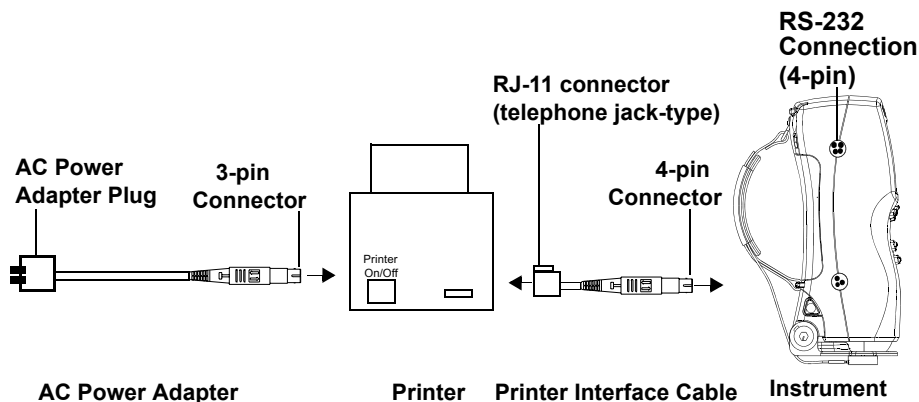 RS-232
Connection
(4-pin)
RJ-11 connector
(telephone jack-type)
AC Power
Adapter Plug
3-pin
Connector
4-pin
Connector
Printer
On/Off
AC Power Adapter
Printer
Printer Interface Cable
Instrument